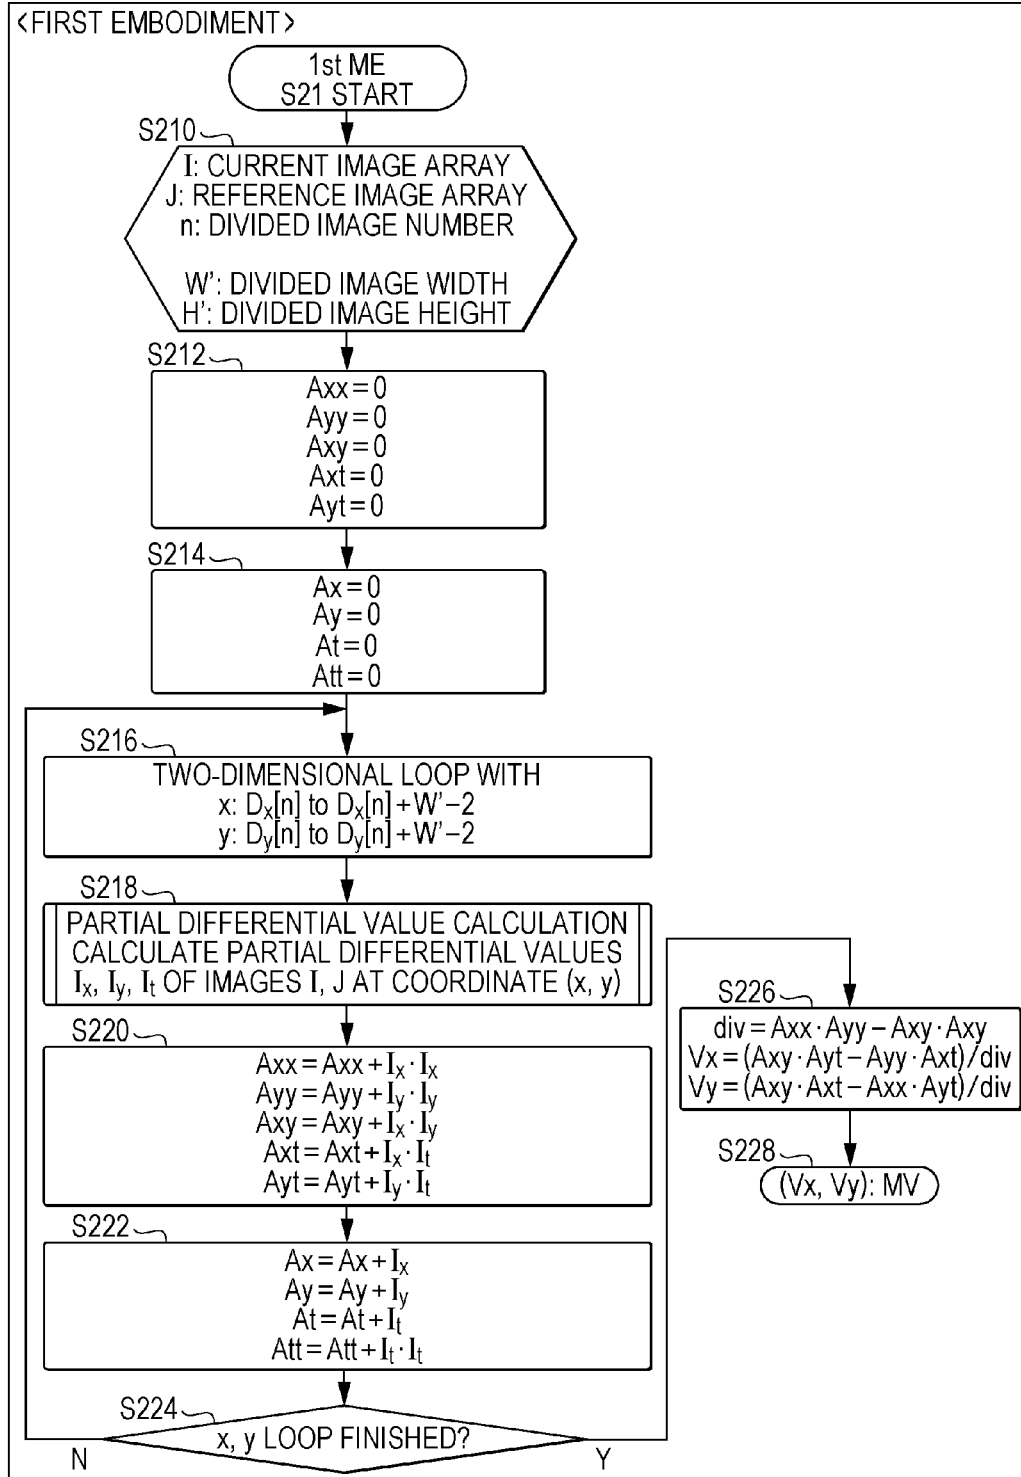 <FIRST EMBODIMENT>
1st ME
S21 START
S210
I: CURRENT IMAGE ARRAY
J: REFERENCE IMAGE ARRAY
n: DIVIDED IMAGE NUMBER
W': DIVIDED IMAGE WIDTH
H': DIVIDED IMAGE HEIGHT
S212
Axx=0
Ayy=0
Axy=0
Axt=0
Ayt=0
S214
Ax=0
Ay=0
At=0
Att=0
S216
TWO-DIMENSIONAL LOOP WITH
x: Dx[n] to Dx[n]+W'-2
y: Dy[n] to Dy[n]+W'-2
S218
PARTIAL DIFFERENTIAL VALUE CALCULATION
CALCULATE PARTIAL DIFFERENTIAL VALUES
Ix, Iy, It OF IMAGES I, J AT COORDINATE (x, y)
S220
Axx=Axx+Ix·Ix
Ayy=Ayy+Iy·Iy
Axy=Axy+Ix·Iy
Axt=Axt+Ix·It
Ayt=Ayt+Iy·It
S222
Ax=Ax+Ix
Ay=Ay+Iy
At=At+It
Att=Att+It·It
S224
x, y LOOP FINISHED?
N
Y
S226
div=Axx·Ayy-Axy·Axy
Vx=(Axy·Ayt-Ayy·Axt)/div
Vy=(Axy·Axt-Axx·Ayt)/div
S228
(Vx, Vy): MV